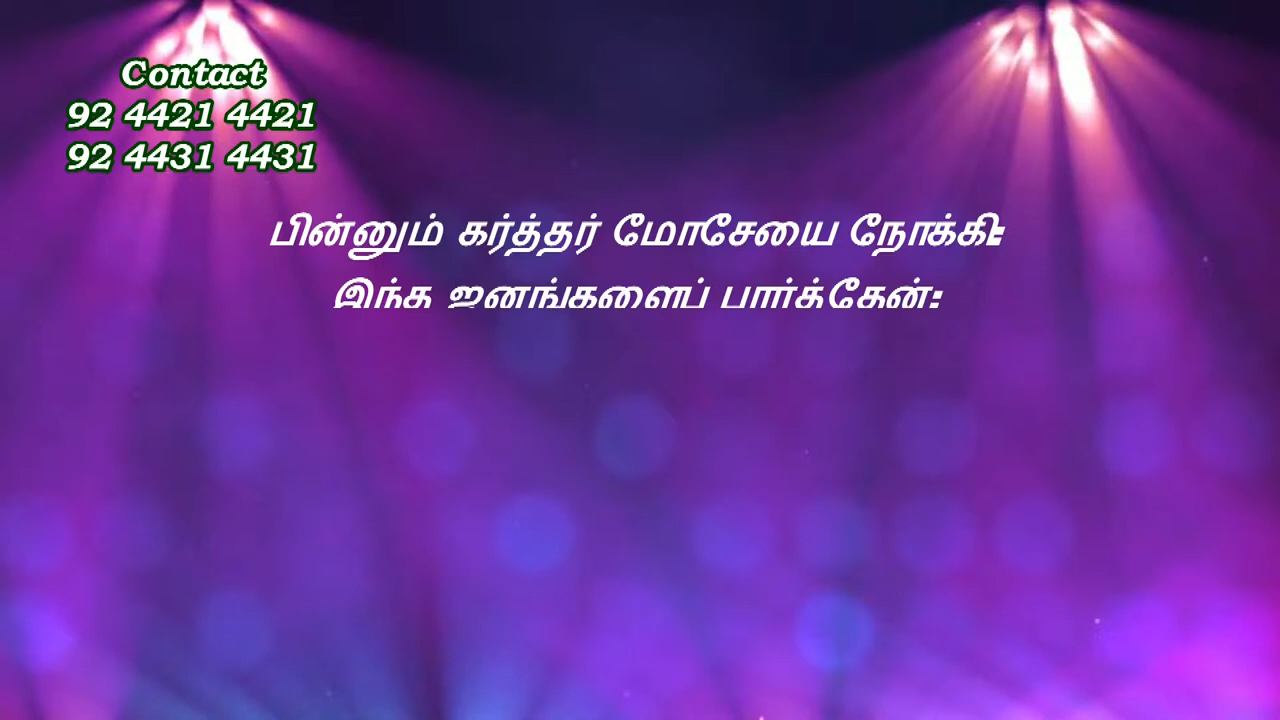 Contact
92 4421 4421
92 4431 4431
பின்னும் கர்த்தர் மோசேயை நோக்கி:
இந்த ஜனங்களைப் பார்த்தேன்;